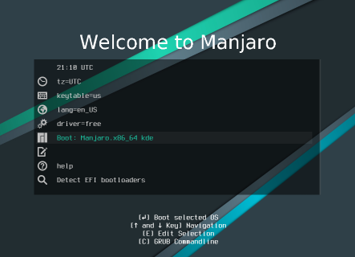 Welcome to Manjaro
21:18 UTC
tz=UTC
keytable=us
lang=en_US
driver=free
Boot: Manjaro.x86_64 kde
help
Detect EFI bootloaders
(↲) Boot selected OS
(↑ and ↓ Key) Navigation
(E) Edit Selection
(C) GRUB Commandline